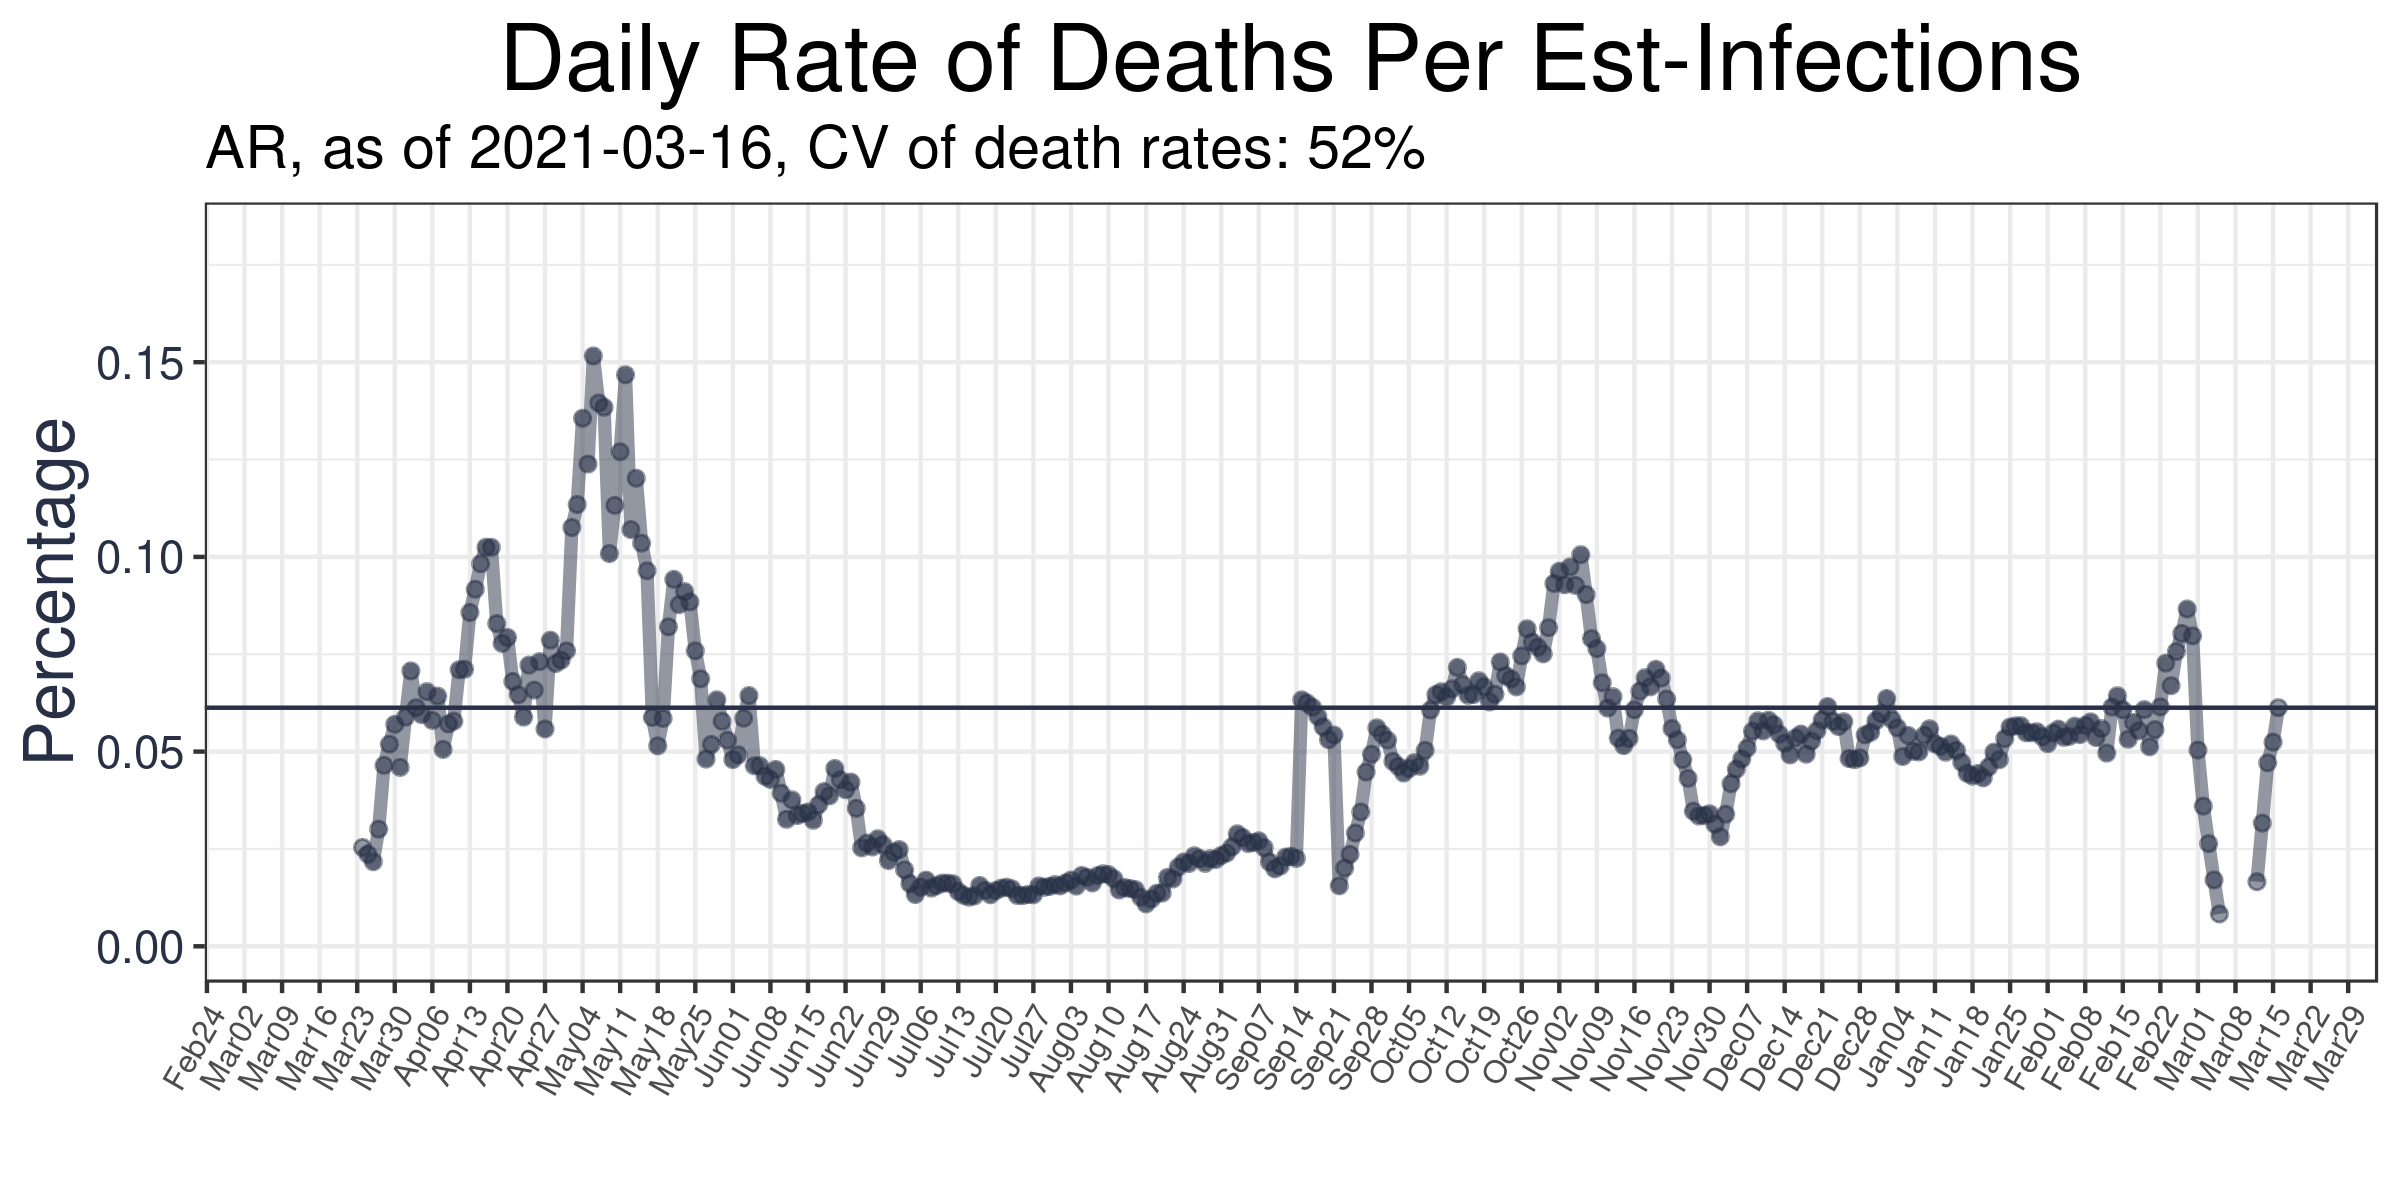 Daily Rate of Deaths Per Est-Infections
AR, as of 2021-03-16, CV of death rates: 52%
Percentage
0.15
0.10
0.05
0.00
Feb24
Mar02
Mar09
Mar16
Mar23
Mar30
Apr06
Apr13
Apr20
Apr27
May04
May11
May18
May25
Jun01
Jun08
Jun15
Jun22
Jun29
Jul06
Jul13
Jul20
Jul27
Aug03
Aug10
Aug17
Aug24
Aug31
Sep07
Sep14
Sep21
Sep28
Oct05
Oct12
Oct19
Oct26
Nov02
Nov09
Nov16
Nov23
Nov30
Dec07
Dec14
Dec21
Dec28
Jan04
Jan11
Jan18
Jan25
Feb01
Feb08
Feb15
Feb22
Mar01
Mar08
Mar15
Mar22
Mar29